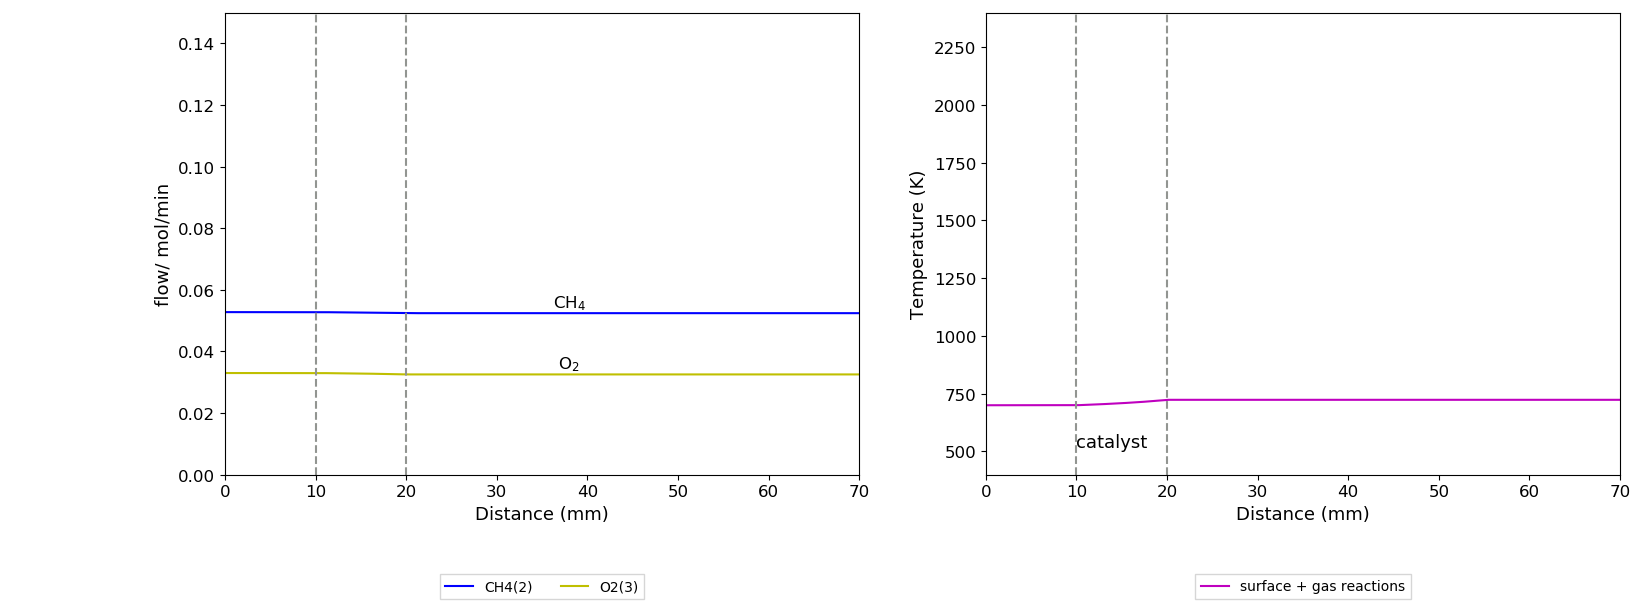 0.14
0.12
0.10
0.08
0.06
0.04
0.02
0.00
flow/ mol/min
CH₄
O₂
0 10 20 30 40 50 60 70
Distance (mm)
CH4(2) O2(3)
2250
2000
1750
1500
1250
1000
750
500
Temperature (K)
catalyst
0 10 20 30 40 50 60 70
Distance (mm)
surface + gas reactions